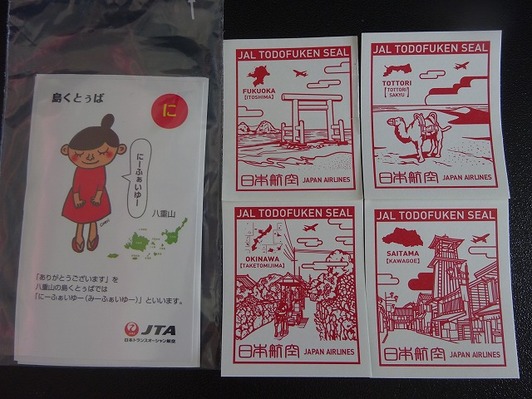 島くとぅば
に
にーふぁいゆー
八重山
「ありがとうございます」を
八重山の島くとぅばでは
「にーふぁいゆー(みーふぁいゆー)」といいます。
JTA
日本トランスオーシャン航空
JAL TODOFUKEN SEAL
FUKUOKA
[ITOSHIMA]
日本航空 JAPAN AIRLINES
JAL TODOFUKEN SEAL
TOTTORI
[TOTTORI
SAKYU]
日本航空 JAPAN AIRLINES
JAL TODOFUKEN SEAL
OKINAWA
[TAKETOMIJIMA]
日本航空 JAPAN AIRLINES
JAL TODOFUKEN SEAL
SAITAMA
[KAWAGOE]
日本航空 JAPAN AIRLINES